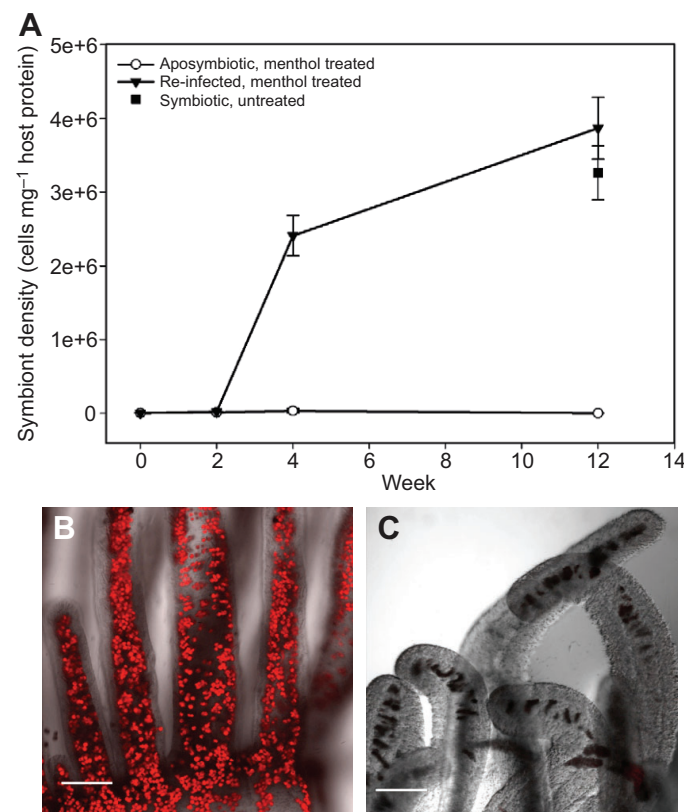 A
5e+6
4e+6
3e+6
2e+6
1e+6
0
Symbiont density (cells mg⁻¹ host protein)
Aposymbiotic, menthol treated
Re-infected, menthol treated
Symbiotic, untreated
0 2 4 6 8 10 12 14
Week
B
C